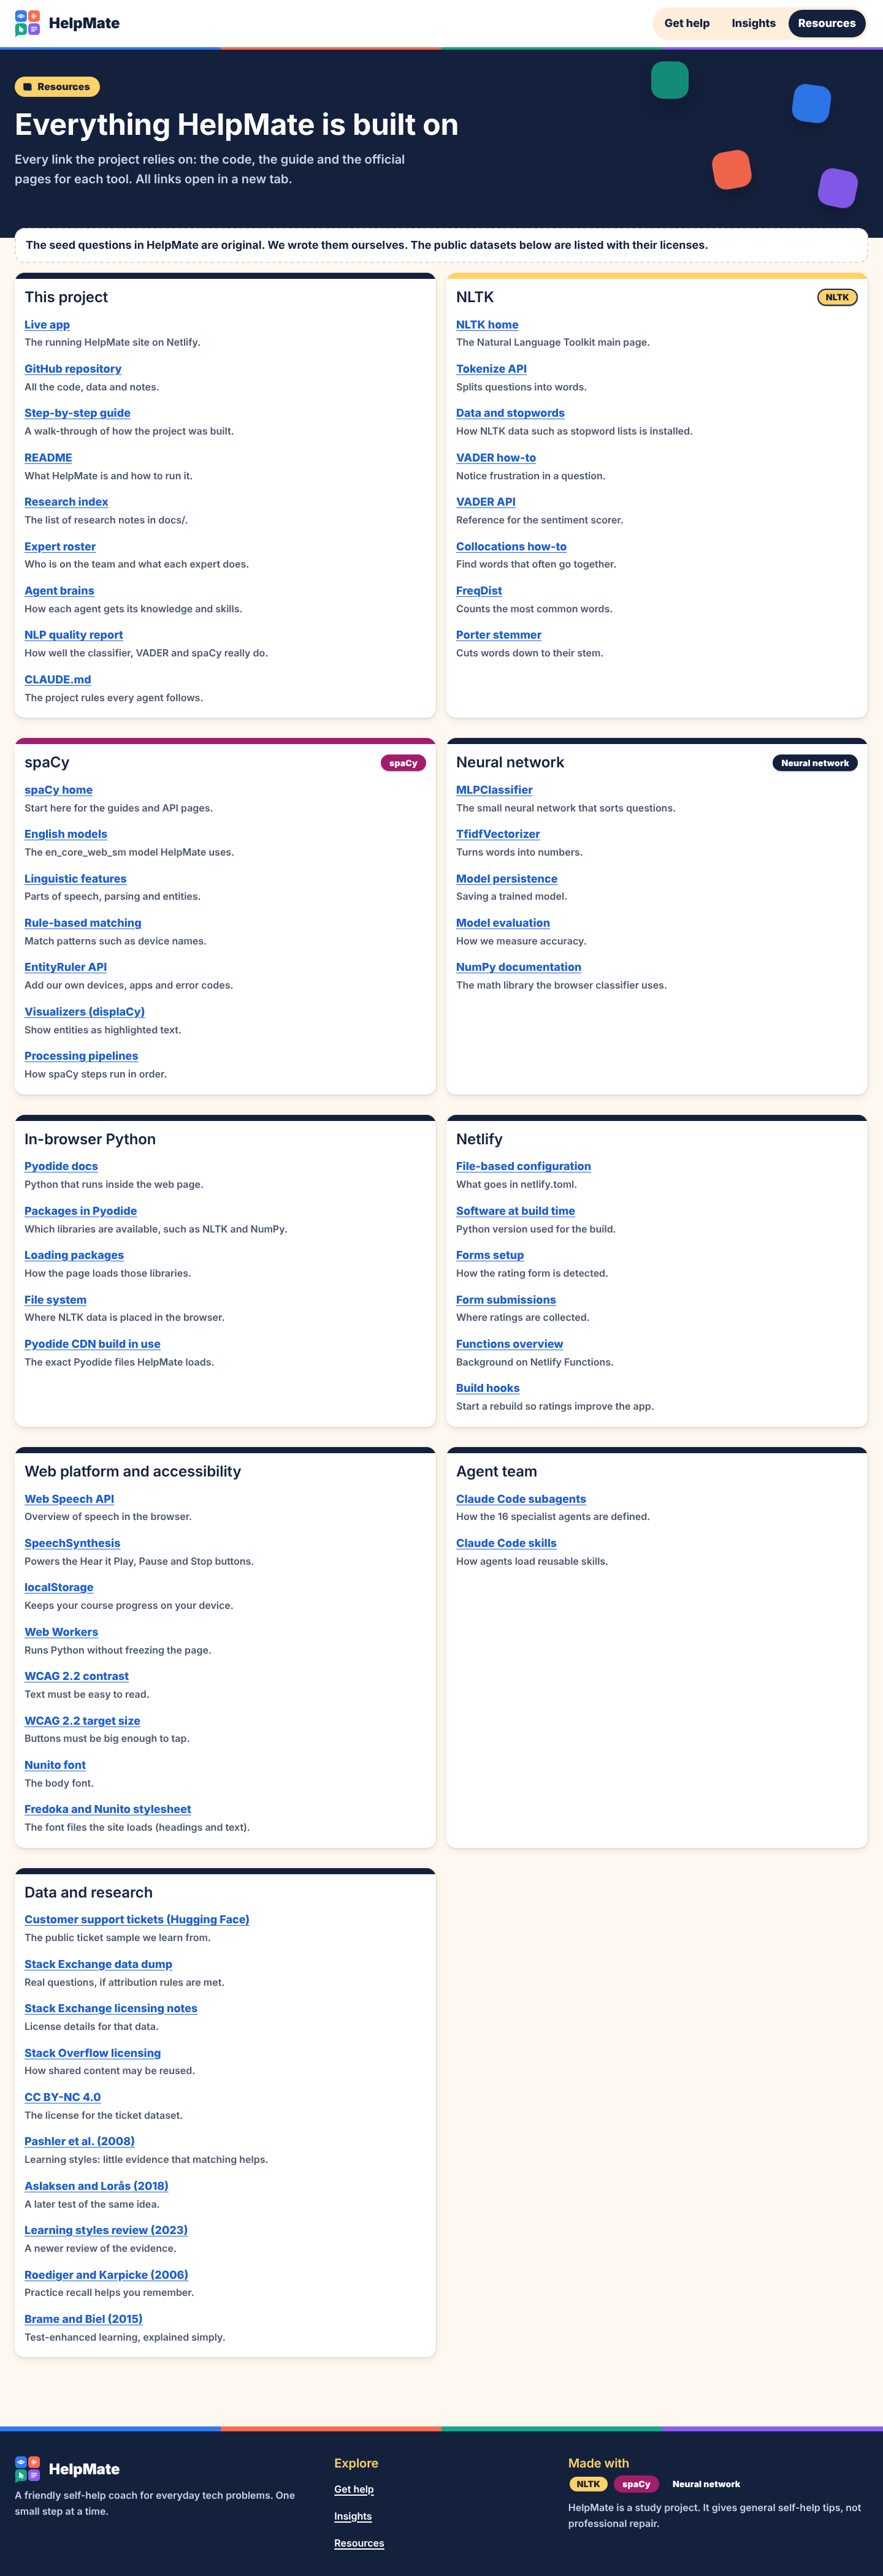 HelpMate
Get help
Insights
Resources
Resources
Everything HelpMate is built on
Every link the project relies on: the code, the guide and the official
pages for each tool. All links open in a new tab.
The seed questions in HelpMate are original. We wrote them ourselves. The public datasets below are listed with their licenses.
This project
Live app
The running HelpMate site on Netlify.
GitHub repository
All the code, data and notes.
Step-by-step guide
A walk-through of how the project was built.
README
What HelpMate is and how to run it.
Research index
The list of research notes in docs/.
Expert roster
Who is on the team and what each expert does.
Agent brains
How each agent gets its knowledge and skills.
NLP quality report
How well the classifier, VADER and spaCy really do.
CLAUDE.md
The project rules every agent follows.
NLTK
NLTK
NLTK home
The Natural Language Toolkit main page.
Tokenize API
Splits questions into words.
Data and stopwords
How NLTK data such as stopword lists is installed.
VADER how-to
Notice frustration in a question.
VADER API
Reference for the sentiment scorer.
Collocations how-to
Find words that often go together.
FreqDist
Counts the most common words.
Porter stemmer
Cuts words down to their stem.
spaCy
spaCy
spaCy home
Start here for the guides and API pages.
English models
The en_core_web_sm model HelpMate uses.
Linguistic features
Parts of speech, parsing and entities.
Rule-based matching
Match patterns such as device names.
EntityRuler API
Add our own devices, apps and error codes.
Visualizers (displaCy)
Show entities as highlighted text.
Processing pipelines
How spaCy steps run in order.
Neural network
Neural network
MLPClassifier
The small neural network that sorts questions.
TfidfVectorizer
Turns words into numbers.
Model persistence
Saving a trained model.
Model evaluation
How we measure accuracy.
NumPy documentation
The math library the browser classifier uses.
In-browser Python
Pyodide docs
Python that runs inside the web page.
Packages in Pyodide
Which libraries are available, such as NLTK and NumPy.
Loading packages
How the page loads those libraries.
File system
Where NLTK data is placed in the browser.
Pyodide CDN build in use
The exact Pyodide files HelpMate loads.
Netlify
File-based configuration
What goes in netlify.toml.
Software at build time
Python version used for the build.
Forms setup
How the rating form is detected.
Form submissions
Where ratings are collected.
Functions overview
Background on Netlify Functions.
Build hooks
Start a rebuild so ratings improve the app.
Web platform and accessibility
Web Speech API
Overview of speech in the browser.
SpeechSynthesis
Powers the Hear it Play, Pause and Stop buttons.
localStorage
Keeps your course progress on your device.
Web Workers
Runs Python without freezing the page.
WCAG 2.2 contrast
Text must be easy to read.
WCAG 2.2 target size
Buttons must be big enough to tap.
Nunito font
The body font.
Fredoka and Nunito stylesheet
The font files the site loads (headings and text).
Agent team
Claude Code subagents
How the 16 specialist agents are defined.
Claude Code skills
How agents load reusable skills.
Data and research
Customer support tickets (Hugging Face)
The public ticket sample we learn from.
Stack Exchange data dump
Real questions, if attribution rules are met.
Stack Exchange licensing notes
License details for that data.
Stack Overflow licensing
How shared content may be reused.
CC BY-NC 4.0
The license for the ticket dataset.
Pashler et al. (2008)
Learning styles: little evidence that matching helps.
Aslaksen and Lorås (2018)
A later test of the same idea.
Learning styles review (2023)
A newer review of the evidence.
Roediger and Karpicke (2006)
Practice recall helps you remember.
Brame and Biel (2015)
Test-enhanced learning, explained simply.
HelpMate
A friendly self-help coach for everyday tech problems. One
small step at a time.
Explore
Get help
Insights
Resources
Made with
NLTK
spaCy
Neural network
HelpMate is a study project. It gives general self-help tips, not
professional repair.